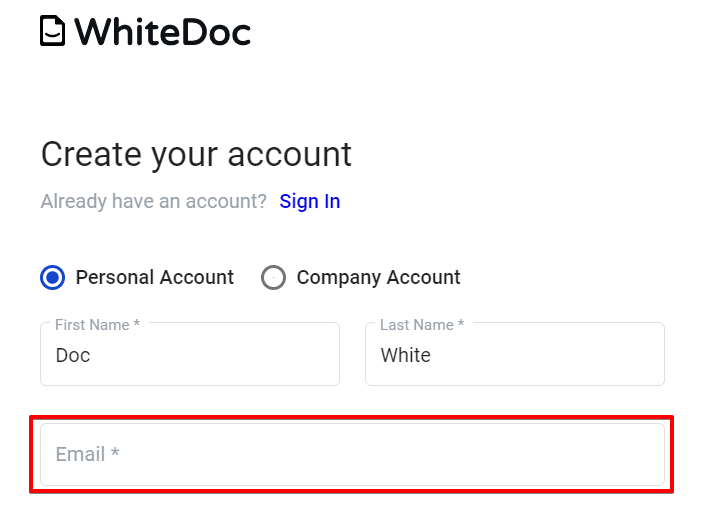 WhiteDoc
Create your account
Already have an account? Sign In
Personal Account Company Account
First Name * Last Name *
Doc White
Email *